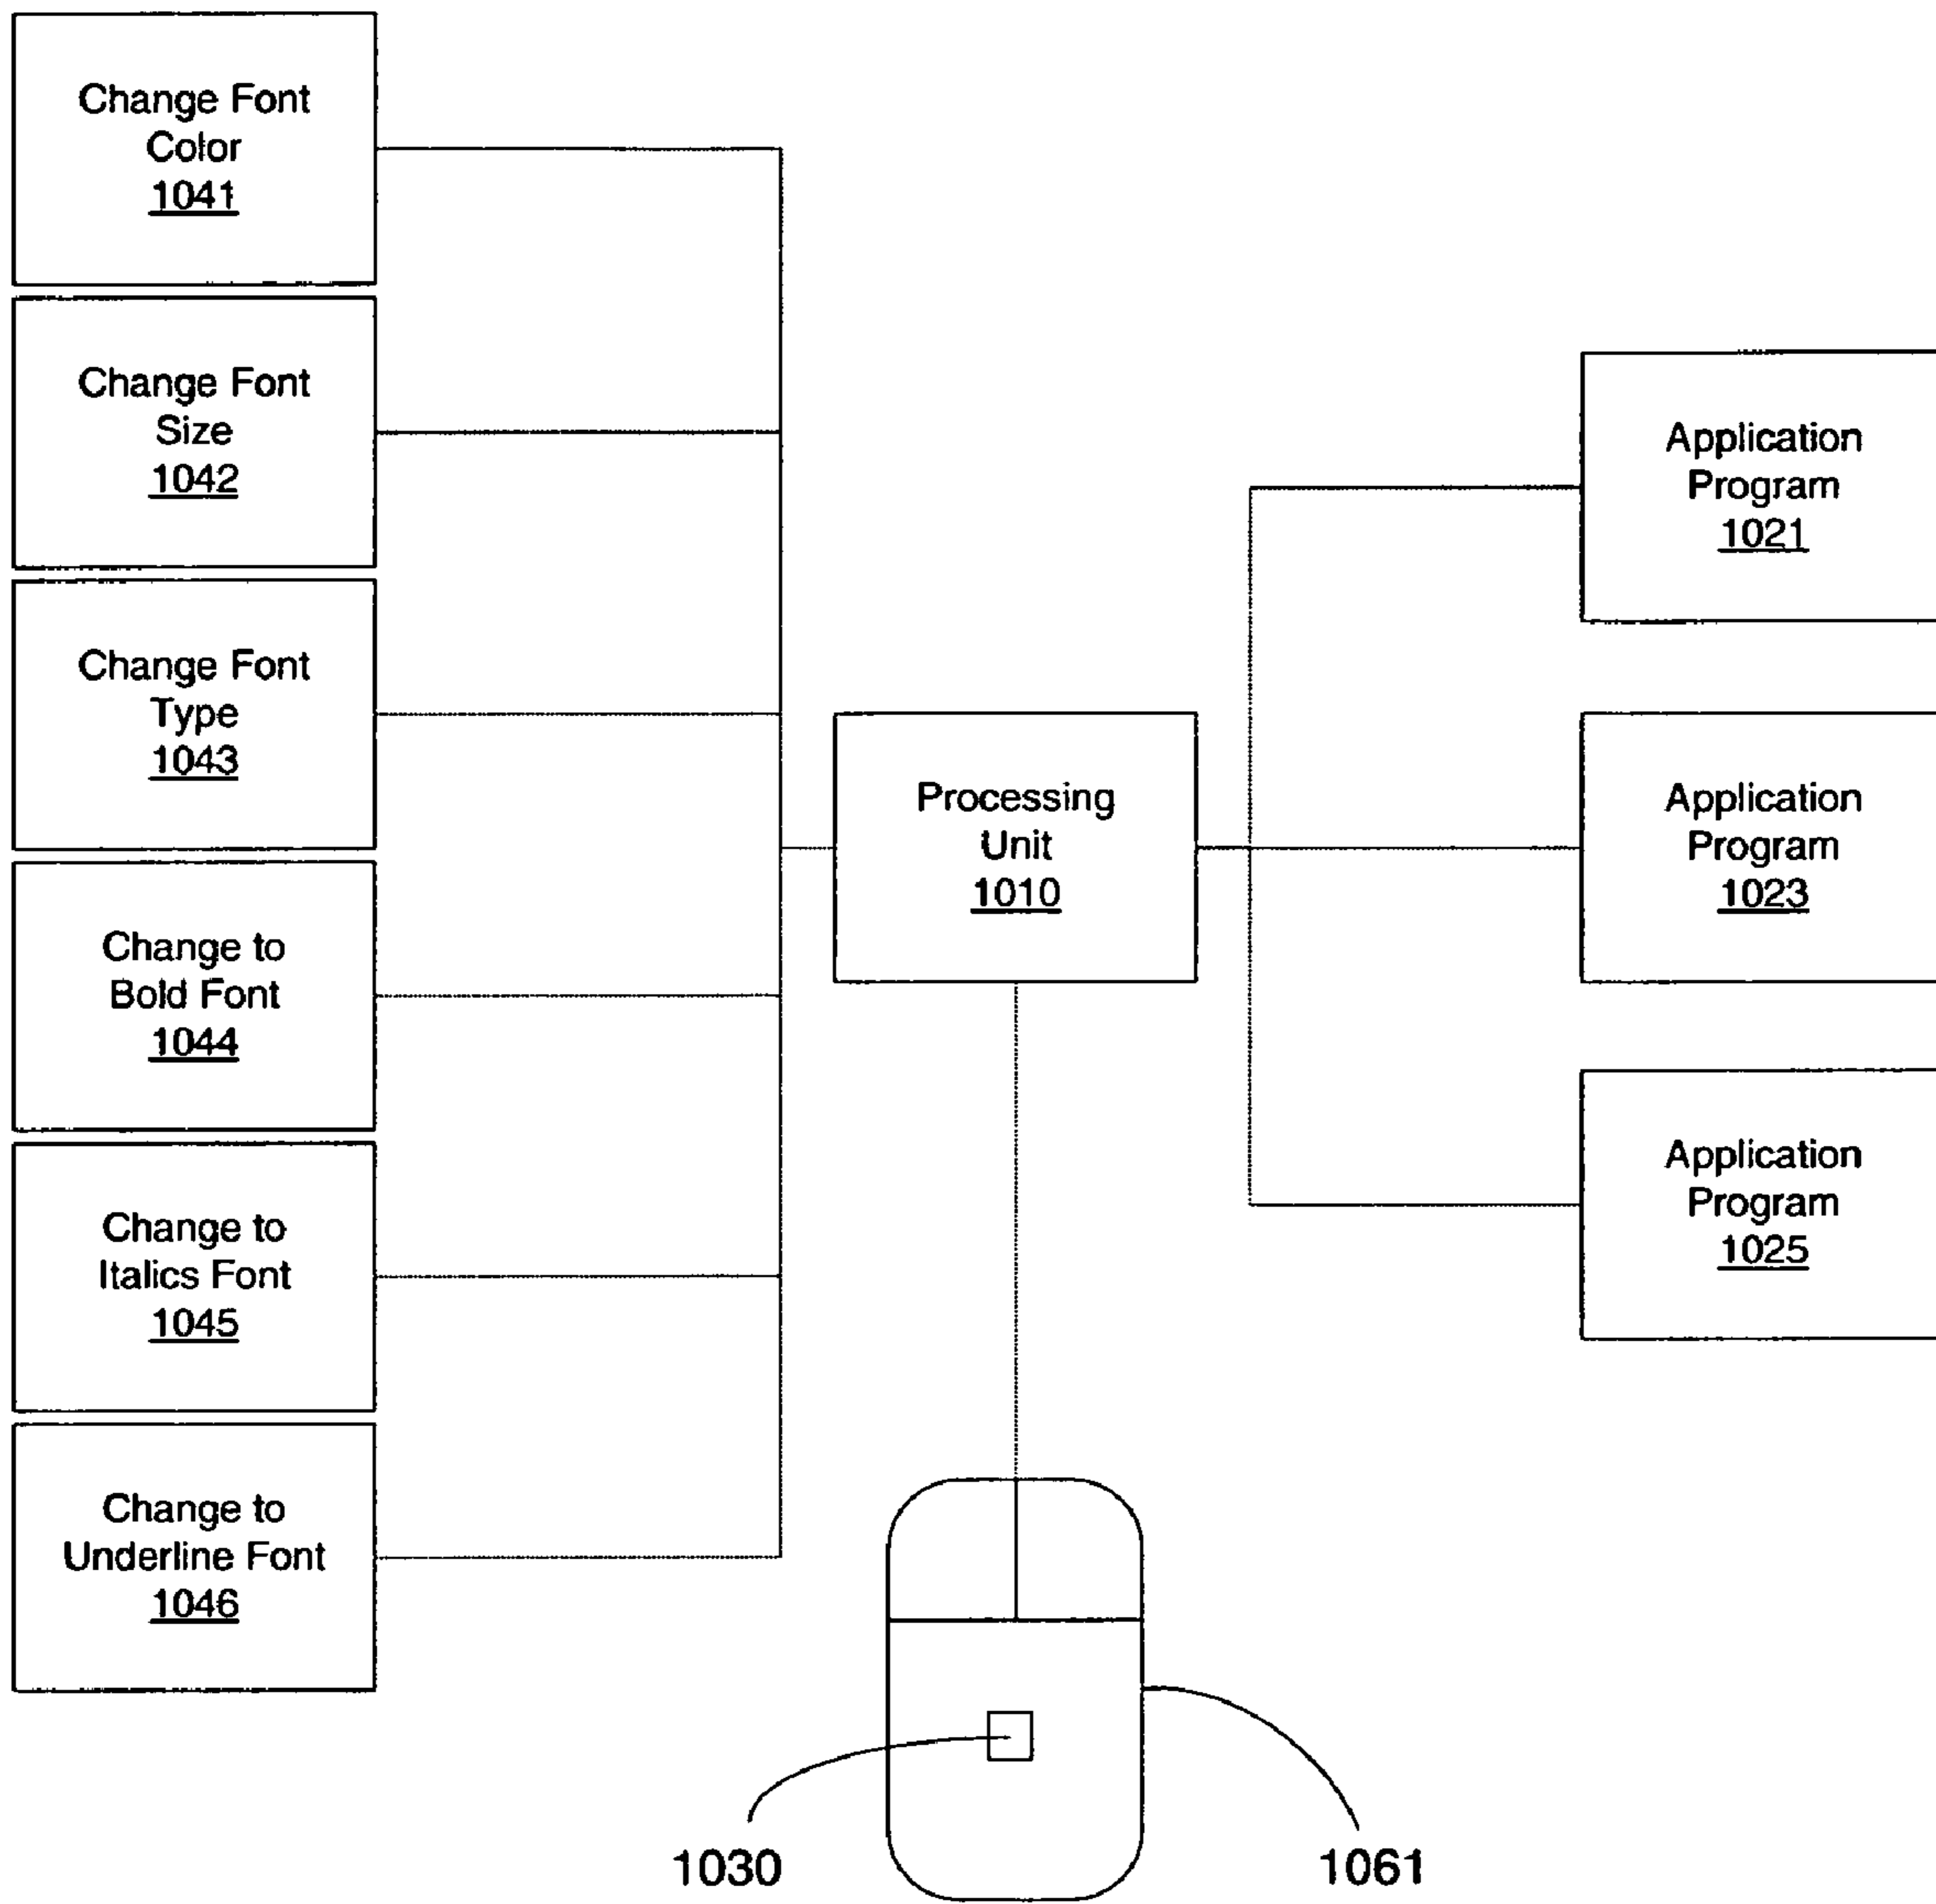 Change Font
Color
1041
Change Font
Size
1042
Change Font
Type
1043
Change to
Bold Font
1044
Change to
Italics Font
1045
Change to
Underline Font
1046
Processing
Unit
1010
Application
Program
1021
Application
Program
1023
Application
Program
1025
1030
1061